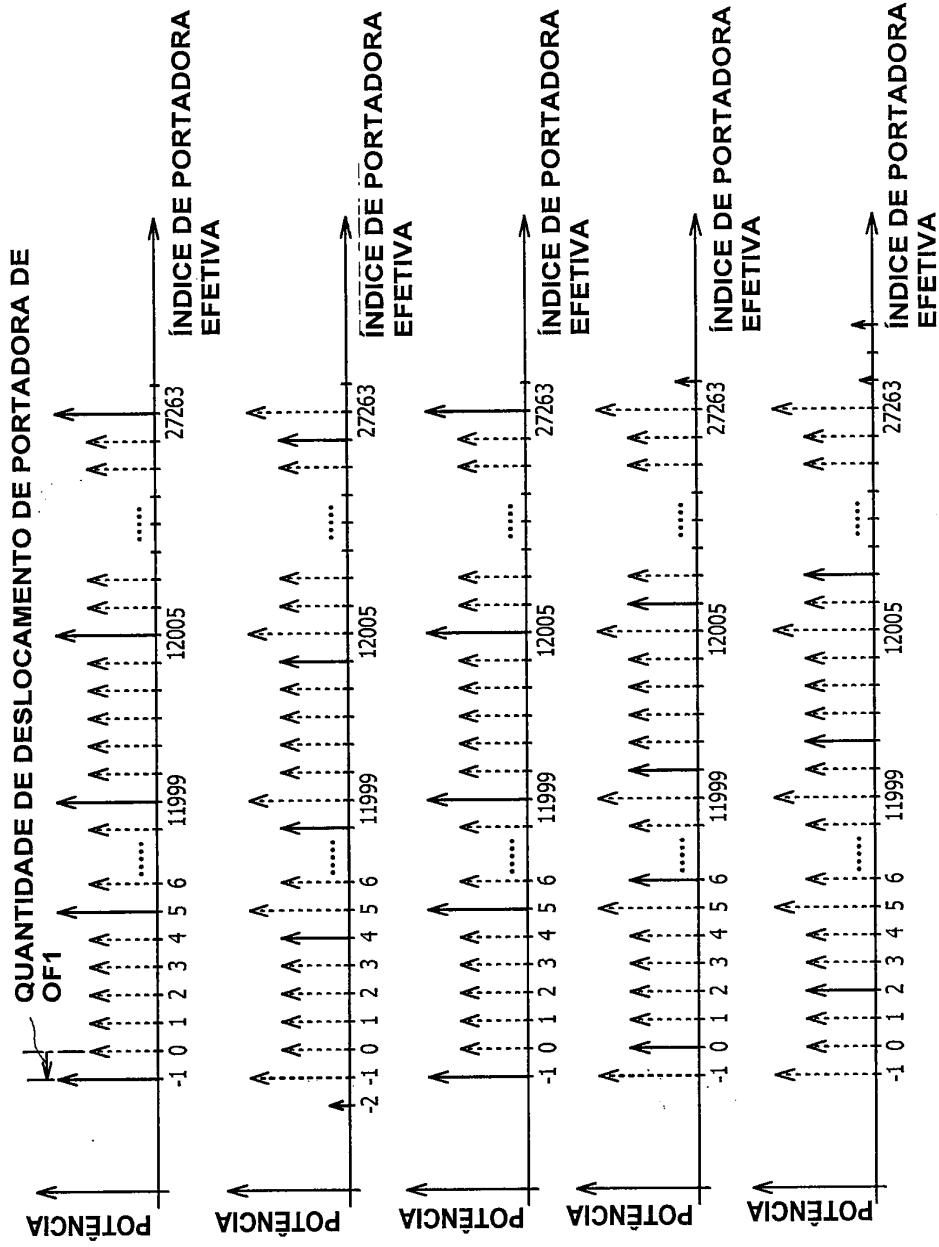 QUANTIDADE DE DESLOCAMENTO DE PORTADORA DE
OF1
POTÊNCIA
-1 0 1 2 3 4 5 6 ..... 11999 12005 ..... 27263
ÍNDICE DE PORTADORA
EFETIVA
POTÊNCIA
-2 -1 0 1 2 3 4 5 6 ..... 11999 12005 ..... 27263
ÍNDICE DE PORTADORA
EFETIVA
POTÊNCIA
-1 0 1 2 3 4 5 6 ..... 11999 12005 ..... 27263
ÍNDICE DE PORTADORA
EFETIVA
POTÊNCIA
-1 0 1 2 3 4 5 6 ..... 11999 12005 ..... 27263
ÍNDICE DE PORTADORA
EFETIVA
POTÊNCIA
-1 0 1 2 3 4 5 6 ..... 11999 12005 ..... 27263
ÍNDICE DE PORTADORA
EFETIVA